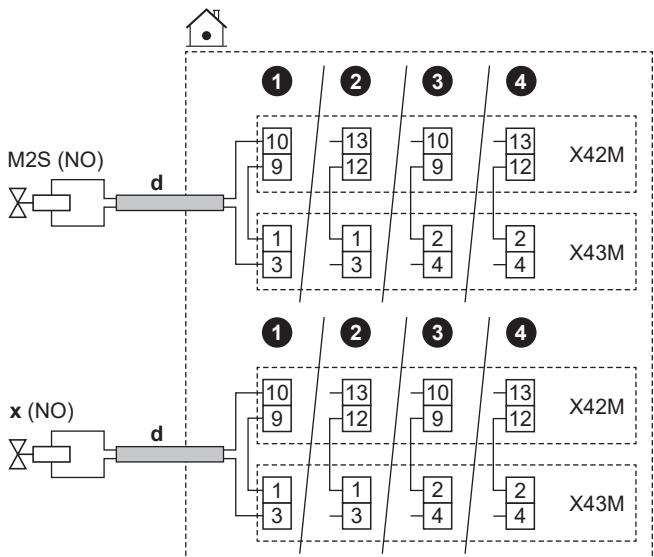 1 2 3 4
M2S (NO)
d
10 13 10 13
9 12 9 12
X42M
1 1 2 2
3 3 4 4
X43M
1 2 3 4
x (NO)
d
10 13 10 13
9 12 9 12
X42M
1 1 2 2
3 3 4 4
X43M